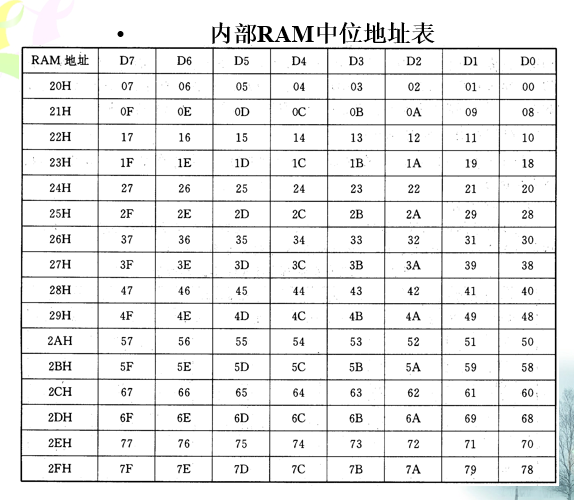 • 内部RAM中位地址表
RAM 地址 D7 D6 D5 D4 D3 D2 D1 D0
20H 07 06 05 04 03 02 01 00
21H 0F 0E 0D 0C 0B 0A 09 08
22H 17 16 15 14 13 12 11 10
23H 1F 1E 1D 1C 1B 1A 19 18
24H 27 26 25 24 23 22 21 20
25H 2F 2E 2D 2C 2B 2A 29 28
26H 37 36 35 34 33 32 31 30
27H 3F 3E 3D 3C 3B 3A 39 38
28H 47 46 45 44 43 42 41 40
29H 4F 4E 4D 4C 4B 4A 49 48
2AH 57 56 55 54 53 52 51 50
2BH 5F 5E 5D 5C 5B 5A 59 58
2CH 67 66 65 64 63 62 61 60
2DH 6F 6E 6D 6C 6B 6A 69 68
2EH 77 76 75 74 73 72 71 70
2FH 7F 7E 7D 7C 7B 7A 79 78